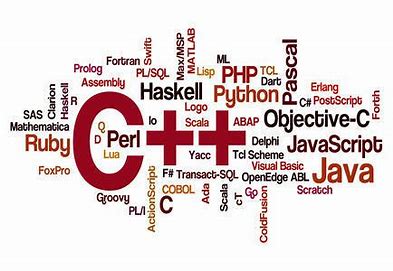 Fortran
Swift
Max/MSP
MATLAB
ML
Pascal
Prolog
PL/SQL
Lisp
PHP
TCL
Assembly
Dart
Erlang
Clarion
Haskell
R
Haskell
Python
C#
PostScript
Forth
SAS
Logo
Objective-C
Mathematica
Q
Io
Scala
ABAP
C++
Ruby
D
Perl
Delphi
JavaScript
Lua
Yacc
Tcl
Scheme
FoxPro
F#
Transact-SQL
Visual Basic
Java
OpenEdge ABL
Groovy
ActionScript
COBOL
Ada
Scala
cT
Go
Scratch
PL/I
C
ColdFusion